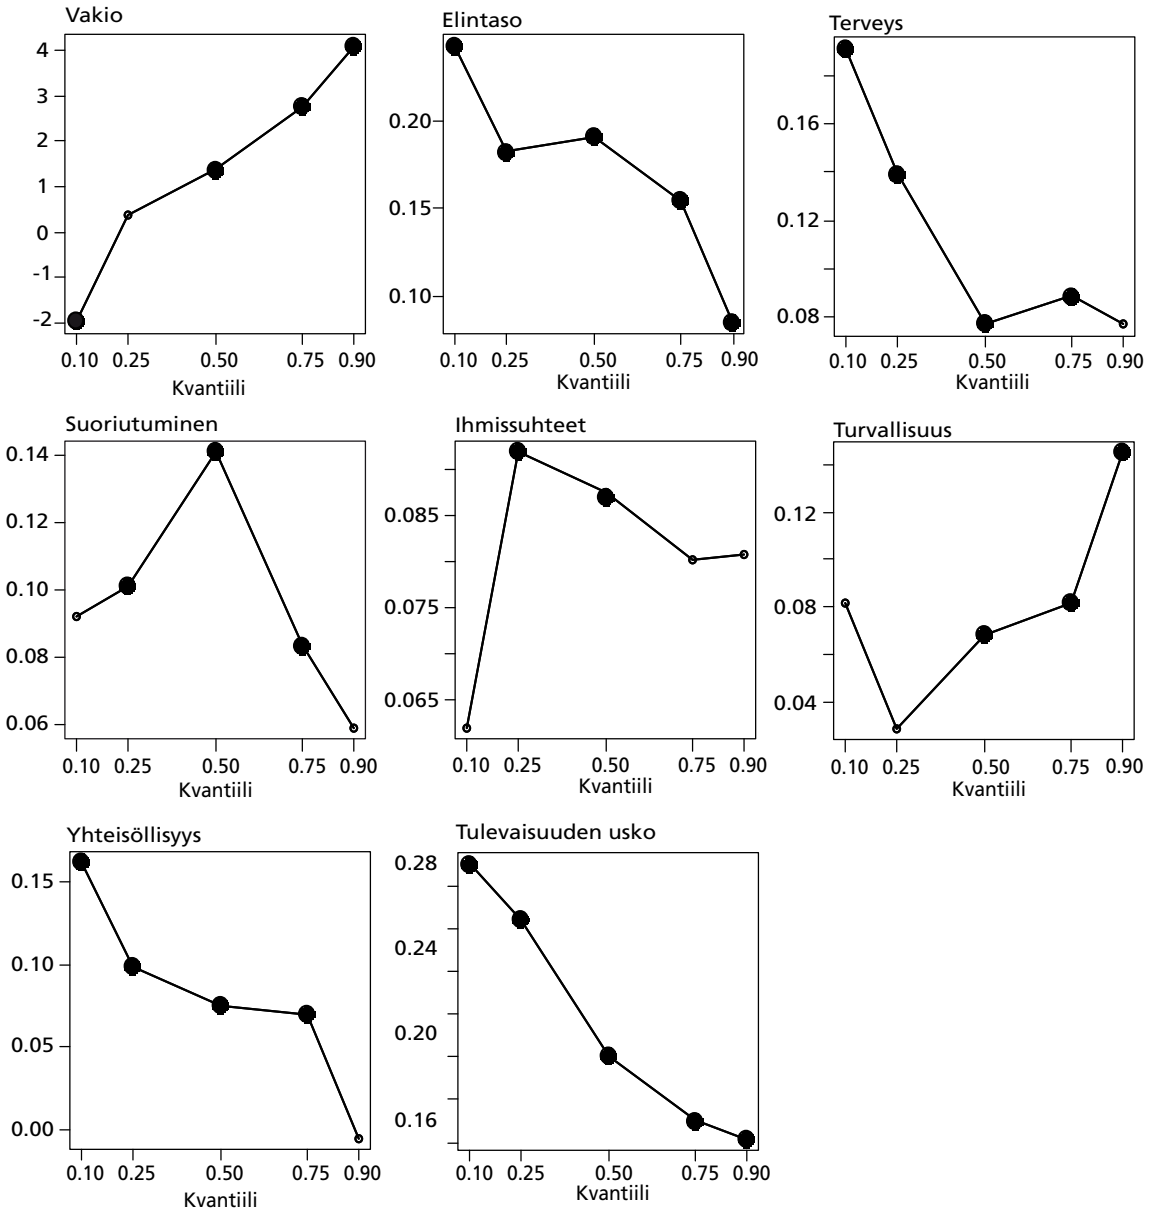 Vakio
4
3
2
1
0
-1
-2
0.10 0.25 0.50 0.75 0.90
Kvantiili
Elintaso
0.20
0.15
0.10
0.10 0.25 0.50 0.75 0.90
Kvantiili
Terveys
0.16
0.12
0.08
0.10 0.25 0.50 0.75 0.90
Kvantiili
Suoriutuminen
0.14
0.12
0.10
0.08
0.06
0.10 0.25 0.50 0.75 0.90
Kvantiili
Ihmissuhteet
0.085
0.075
0.065
0.10 0.25 0.50 0.75 0.90
Kvantiili
Turvallisuus
0.12
0.08
0.04
0.10 0.25 0.50 0.75 0.90
Kvantiili
Yhteisöllisyys
0.15
0.10
0.05
0.00
0.10 0.25 0.50 0.75 0.90
Kvantiili
Tulevaisuuden usko
0.28
0.24
0.20
0.16
0.10 0.25 0.50 0.75 0.90
Kvantiili